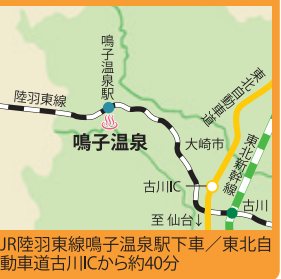 鳴子温泉駅
陸羽東線
鳴子温泉
東北自動車道
大崎市
東北新幹線
古川IC
古川
至 仙台↓
JR陸羽東線鳴子温泉駅下車／東北自
動車道古川ICから約40分